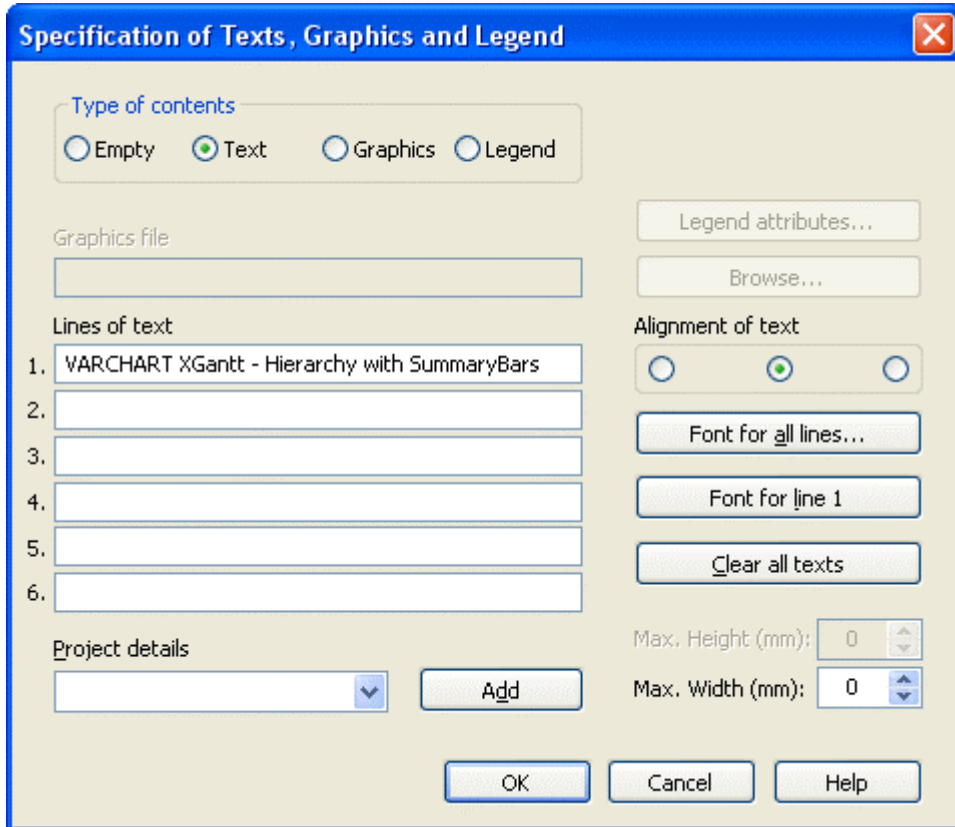 Specification of Texts, Graphics and Legend
Type of contents
Empty Text Graphics Legend
Legend attributes...
Graphics file
Browse...
Lines of text
Alignment of text
1. VARCHART XGantt - Hierarchy with SummaryBars
2.
Font for all lines...
3.
4.
Font for line 1
5.
Clear all texts
6.
Project details
Max. Height (mm): 0
Add
Max. Width (mm): 0
OK Cancel Help